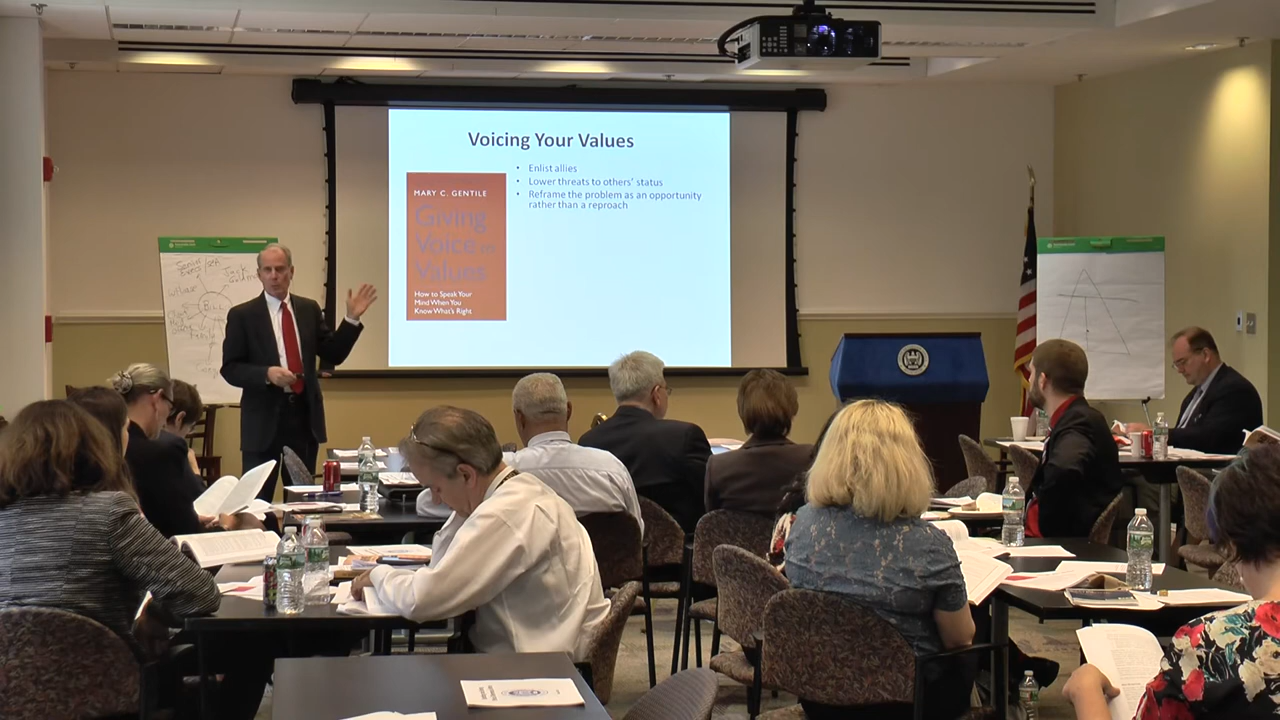 Voicing Your Values
• Enlist allies
• Lower threats to others' status
• Reframe the problem as an opportunity
rather than a reproach
MARY C. GENTILE
Giving
Voice to
Values
How to Speak Your
Mind When You
Know What's Right
BILL